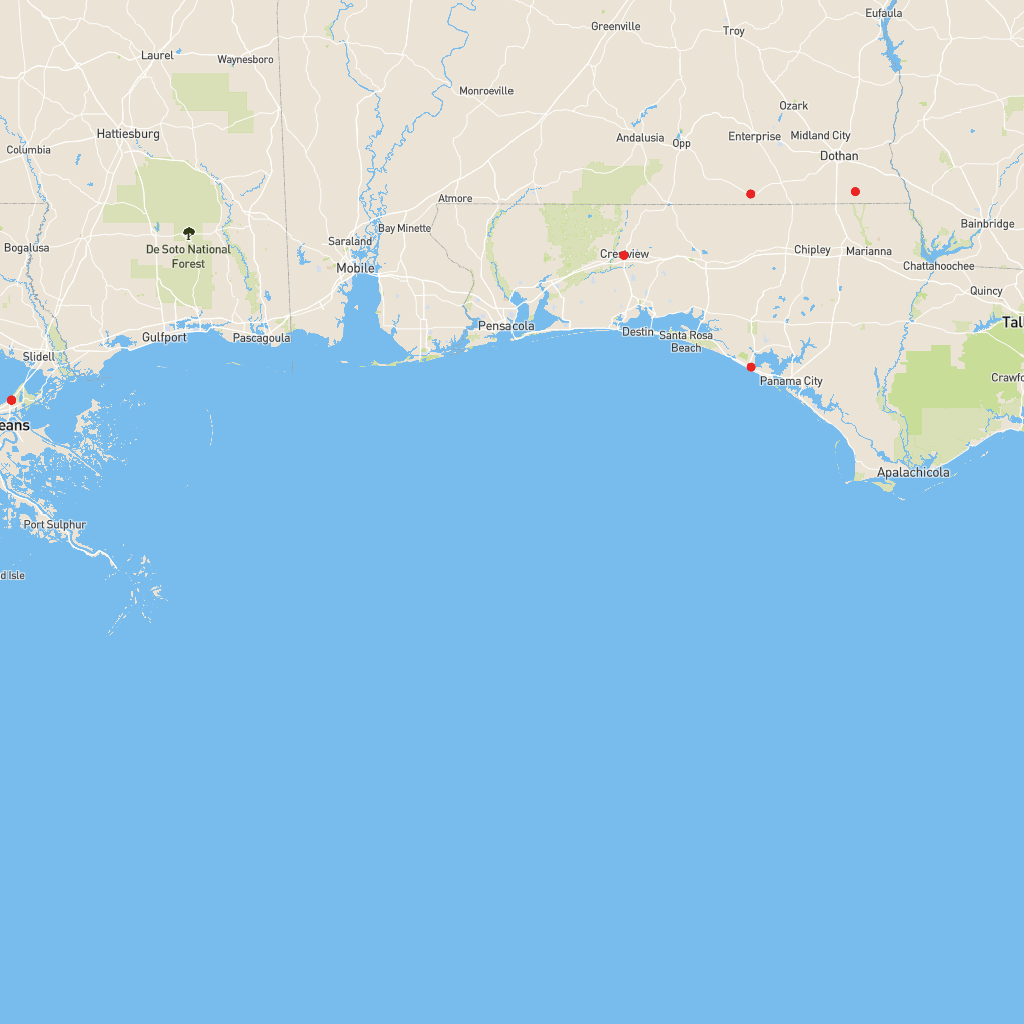 Eufaula
Greenville
Troy
Laurel
Waynesboro
Monroeville
Ozark
Hattiesburg
Andalusia
Opp
Enterprise
Midland City
Columbia
Dothan
Atmore
Bay Minette
Bainbridge
Bogalusa
De Soto National
Forest
Saraland
Mobile
Crestview
Chipley
Marianna
Chattahoochee
Quincy
Tall
Pensacola
Destin
Santa Rosa
Beach
Gulfport
Pascagoula
Slidell
Panama City
Crawfo
eans
Apalachicola
Port Sulphur
d Isle